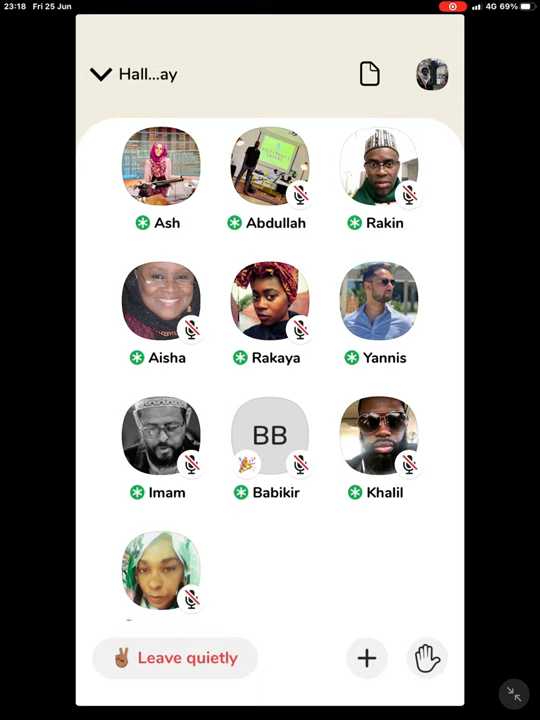 23:18 Fri 25 Jun 4G 69%
Hall...ay
Ash Abdullah Rakin
Aisha Rakaya Yannis
BB
Imam Babikir Khalil
Leave quietly